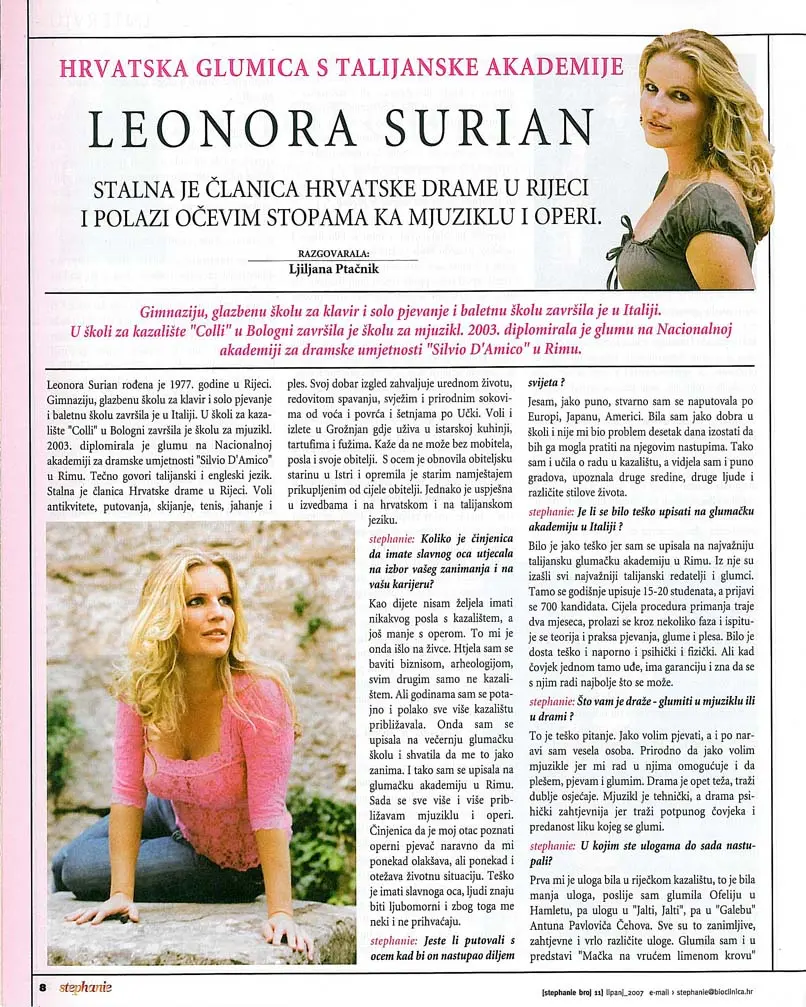 HRVATSKA GLUMICA S TALIJANSKE AKADEMIJE
LEONORA SURIAN
STALNA JE ČLANICA HRVATSKE DRAME U RIJECI
I POLAZI OČEVIM STOPAMA KA MJUZIKLU I OPERI.
RAZGOVARALA:
Ljiljana Ptačnik
Gimnaziju, glazbenu školu za klavir i solo pjevanje i baletnu školu završila je u Italiji.
U školi za kazalište "Colli" u Bologni završila je školu za mjuzikl. 2003. diplomirala je glumu na Nacionalnoj
akademiji za dramske umjetnosti "Silvio D'Amico" u Rimu.
Leonora Surian rođena je 1977. godine u Rijeci.
Gimnaziju, glazbenu školu za klavir i solo pjevanje
i baletnu školu završila je u Italiji. U školi za kaza-
lište "Colli" u Bologni završila je školu za mjuzikl.
2003. diplomirala je glumu na Nacionalnoj
akademiji za dramske umjetnosti "Silvio D'Amico"
u Rimu. Tečno govori talijanski i engleski jezik.
Stalna je članica Hrvatske drame u Rijeci. Voli
antikvitete, putovanja, skijanje, tenis, jahanje i
ples. Svoj dobar izgled zahvaljuje urednom životu,
redovitom spavanju, svježim i prirodnim sokovi-
ma od voća i povrća i šetnjama po Učki. Voli i
izlete u Grožnjan gdje uživa u istarskoj kuhinji,
tartufima i fužima. Kaže da ne može bez mobitela,
posla i svoje obitelji. S ocem je obnovila obiteljsku
starinu u Istri i opremila je starim namještajem
prikupljenim od cijele obitelji. Jednako je uspješna
u izvedbama i na hrvatskom i na talijanskom
jeziku.
stephanie: Koliko je činjenica
da imate slavnog oca utjecala
na izbor vašeg zanimanja i na
vašu karijeru?
Kao dijete nisam željela imati
nikakvog posla s kazalištem, a
još manje s operom. To mi je
onda išlo na živce. Htjela sam se
baviti biznisom, arheologijom,
svim drugim samo ne kazali-
štem. Ali godinama sam se pota-
jno i polako sve više kazalištu
približavala. Onda sam se
upisala na večernju glumačku
školu i shvatila da me to jako
zanima. I tako sam se upisala na
glumačku akademiju u Rimu.
Sada se sve više i više prib-
ližavam mjuziklu i operi.
Činjenica da je moj otac poznati
operni pjevač naravno da mi
ponekad olakšava, ali ponekad i
otežava životnu situaciju. Teško
je imati slavnoga oca, ljudi znaju
biti ljubomorni i zbog toga me
neki i ne prihvaćaju.
stephanie: Jeste li putovali s
ocem kad bi on nastupao diljem
svijeta ?
Jesam, jako puno, stvarno sam se naputovala po
Europi, Japanu, Americi. Bila sam jako dobra u
školi i nije mi bio problem desetak dana izostati da
bih ga mogla pratiti na njegovim nastupima. Tako
sam i učila o radu u kazalištu, a vidjela sam i puno
gradova, upoznala druge sredine, druge ljude i
različite stilove života.
stephanie: Je li se bilo teško upisati na glumačku
akademiju u Italiji ?
Bilo je jako teško jer sam se upisala na najvažniju
talijansku glumačku akademiju u Rimu. Iz nje su
izašli svi najvažniji talijanski redatelji i glumci.
Tamo se godišnje upisuje 15-20 studenata, a prijavi
se 700 kandidata. Cijela procedura primanja traje
dva mjeseca, prolazi se kroz nekoliko faza i ispitu-
je se teorija i praksa pjevanja, glume i plesa. Bilo je
dosta teško i naporno i psihički i fizički. Ali kad
čovjek jednom tamo uđe, ima garanciju i zna da se
s njim radi najbolje što se može.
stephanie: Što vam je draže - glumiti u mjuziklu ili
u drami ?
To je teško pitanje. Jako volim pjevati, a i po nar-
avi sam vesela osoba. Prirodno da jako volim
mjuzikle jer mi rad u njima omogućuje i da
plešem, pjevam i glumim. Drama je opet teža, traži
dublje osjećaje. Mjuzikl je tehnički, a drama psi-
hički zahtjevnija jer traži potpunog čovjeka i
predanost liku kojeg se glumi.
stephanie: U kojim ste ulogama do sada nastu-
pali?
Prva mi je uloga bila u riječkom kazalištu, to je bila
manja uloga, poslije sam glumila Ofeliju u
Hamletu, pa ulogu u "Jalti, Jalti", pa u "Galebu"
Antuna Pavloviča Čehova. Sve su to zanimljive,
zahtjevne i vrlo različite uloge. Glumila sam i u
predstavi "Mačka na vrućem limenom krovu"
8 stephanie
[stephanie broj 11] lipanj_2007 e-mail > stephanie@bioclinica.hr